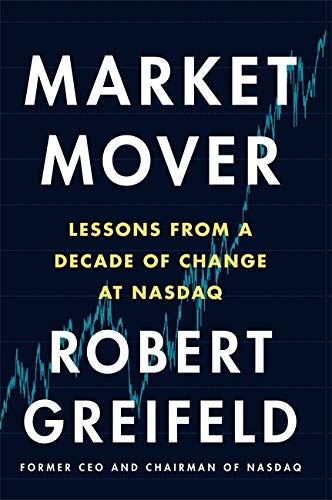 MARKET
MOVER
LESSONS FROM A
DECADE OF CHANGE
AT NASDAQ
ROBERT
GREIFELD
FORMER CEO AND CHAIRMAN OF NASDAQ